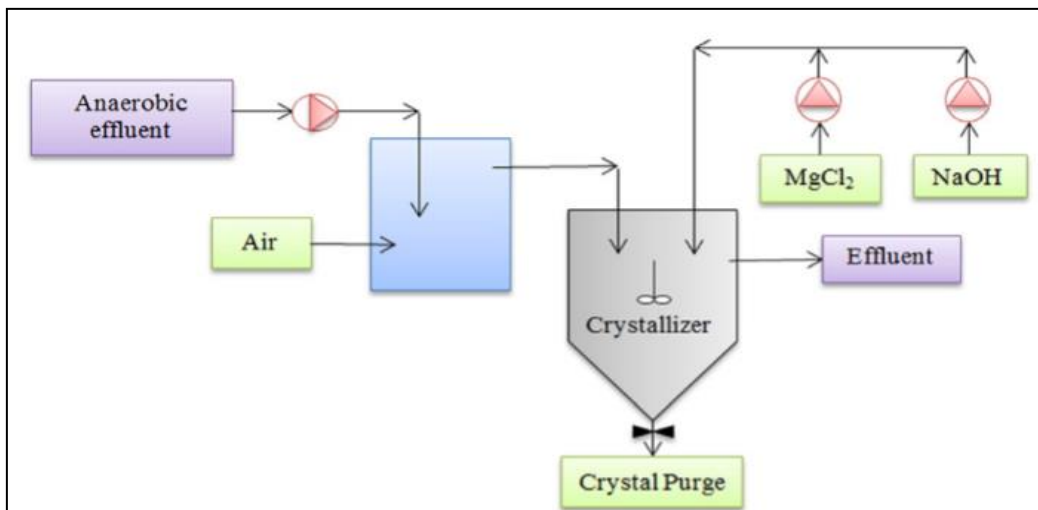 Anaerobic
effluent
MgCl₂
NaOH
Air
Effluent
Crystallizer
Crystal Purge